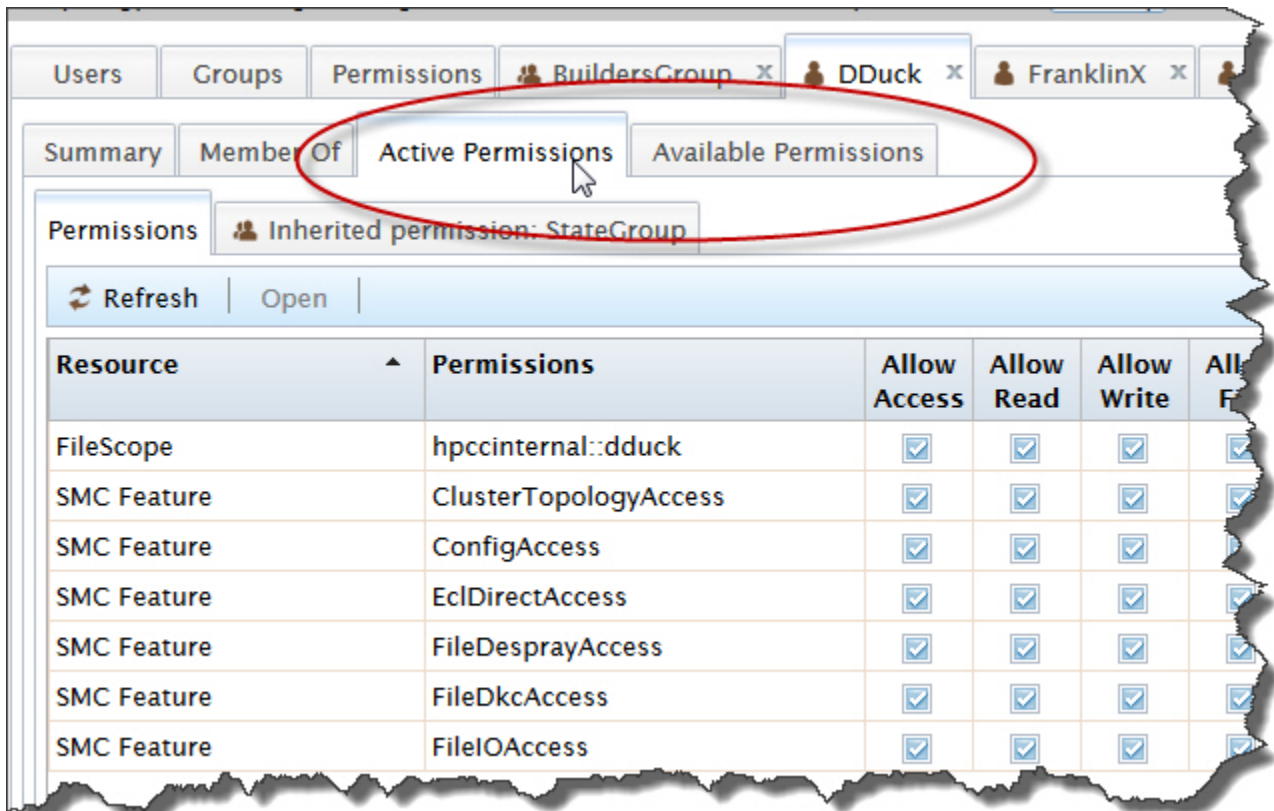 Users Groups Permissions BuildersGroup x DDuck x FranklinX x
Summary Member Of Active Permissions Available Permissions
Permissions Inherited permission: StateGroup
Refresh Open
Resource Permissions Allow Access Allow Read Allow Write
FileScope hpccinternal::dduck
SMC Feature ClusterTopologyAccess
SMC Feature ConfigAccess
SMC Feature EclDirectAccess
SMC Feature FileDesprayAccess
SMC Feature FileDkcAccess
SMC Feature FileIOAccess